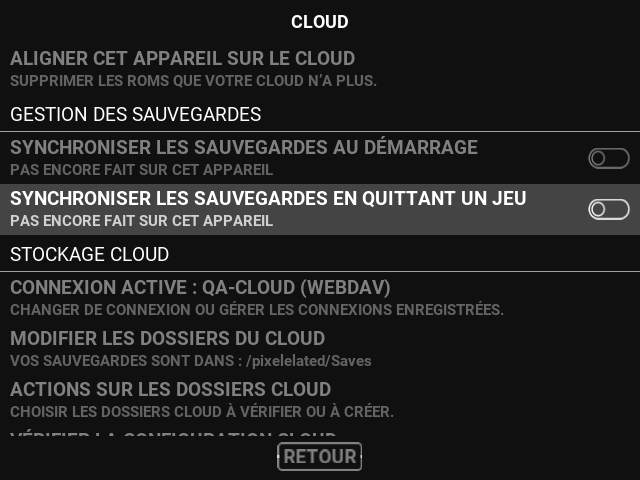 CLOUD
ALIGNER CET APPAREIL SUR LE CLOUD
SUPPRIMER LES ROMS QUE VOTRE CLOUD N’A PLUS.
GESTION DES SAUVEGARDES
SYNCHRONISER LES SAUVEGARDES AU DÉMARRAGE
PAS ENCORE FAIT SUR CET APPAREIL
SYNCHRONISER LES SAUVEGARDES EN QUITTANT UN JEU
PAS ENCORE FAIT SUR CET APPAREIL
STOCKAGE CLOUD
CONNEXION ACTIVE : QA-CLOUD (WEBDAV)
CHANGER DE CONNEXION OU GÉRER LES CONNEXIONS ENREGISTRÉES.
MODIFIER LES DOSSIERS DU CLOUD
VOS SAUVEGARDES SONT DANS : /pixelelated/Saves
ACTIONS SUR LES DOSSIERS CLOUD
CHOISIR LES DOSSIERS CLOUD À VÉRIFIER OU À CRÉER.
VÉRIFIER LA CONFIGURATION CLOUD
RETOUR